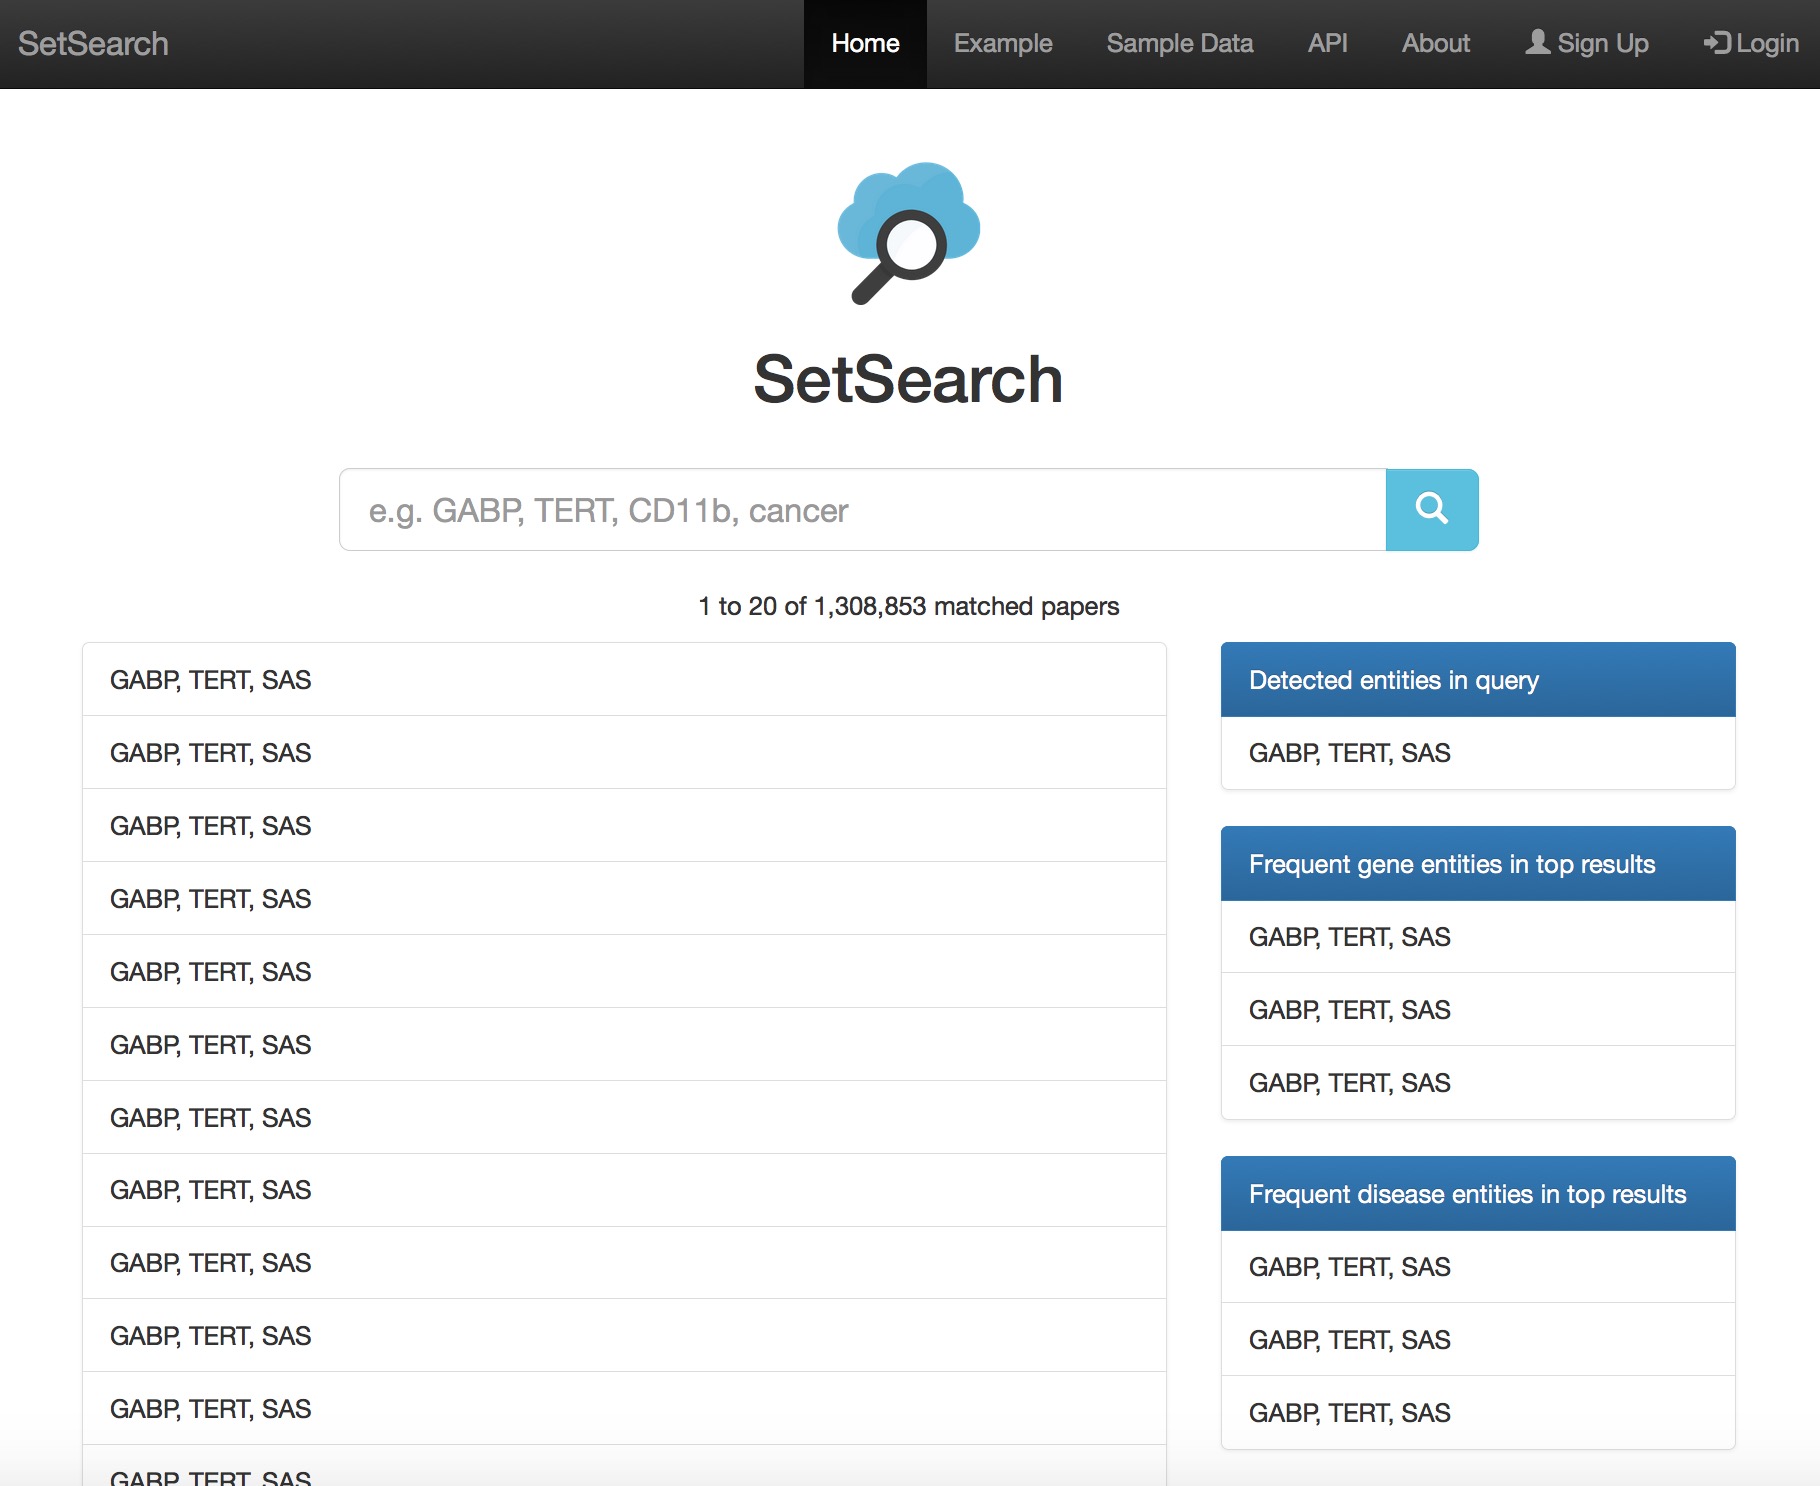 SetSearch Home Example Sample Data API About Sign Up Login
SetSearch
e.g. GABP, TERT, CD11b, cancer
1 to 20 of 1,308,853 matched papers
GABP, TERT, SAS
GABP, TERT, SAS
GABP, TERT, SAS
GABP, TERT, SAS
GABP, TERT, SAS
GABP, TERT, SAS
GABP, TERT, SAS
GABP, TERT, SAS
GABP, TERT, SAS
GABP, TERT, SAS
GABP, TERT, SAS
GABP, TERT, SAS
Detected entities in query
GABP, TERT, SAS
Frequent gene entities in top results
GABP, TERT, SAS
GABP, TERT, SAS
GABP, TERT, SAS
Frequent disease entities in top results
GABP, TERT, SAS
GABP, TERT, SAS
GABP, TERT, SAS